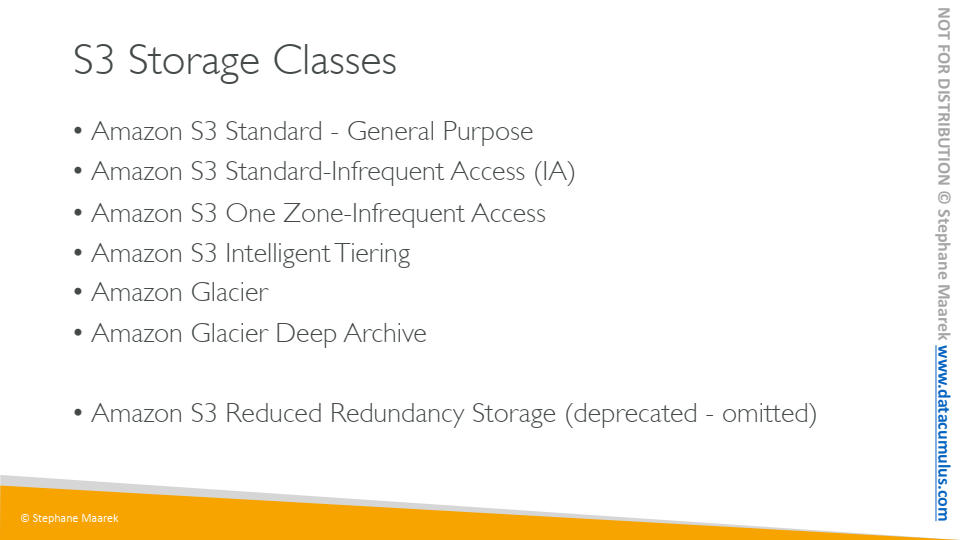 S3 Storage Classes
• Amazon S3 Standard - General Purpose
• Amazon S3 Standard-Infrequent Access (IA)
• Amazon S3 One Zone-Infrequent Access
• Amazon S3 Intelligent Tiering
• Amazon Glacier
• Amazon Glacier Deep Archive
• Amazon S3 Reduced Redundancy Storage (deprecated - omitted)
© Stephane Maarek
NOT FOR DISTRIBUTION © Stephane Maarek www.datacumulus.com